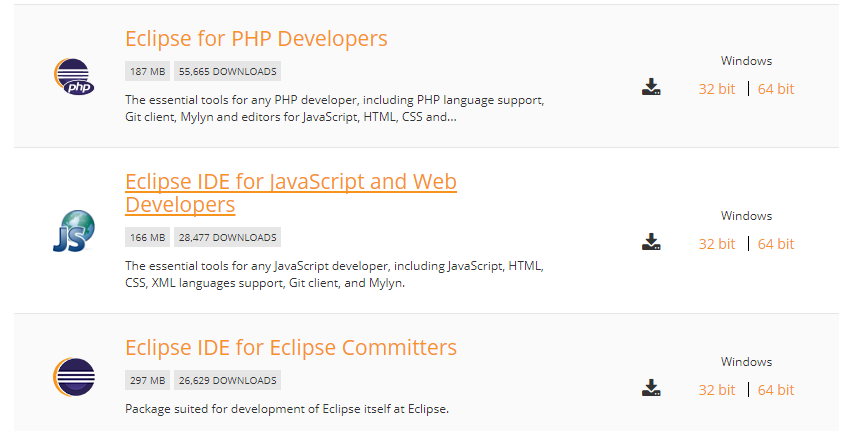 Eclipse for PHP Developers
187 MB 55,665 DOWNLOADS
The essential tools for any PHP developer, including PHP language support,
Git client, Mylyn and editors for JavaScript, HTML, CSS and...
php
Windows
32 bit | 64 bit
Eclipse IDE for JavaScript and Web
Developers
166 MB 28,477 DOWNLOADS
The essential tools for any JavaScript developer, including JavaScript, HTML,
CSS, XML languages support, Git client, and Mylyn.
JS
Windows
32 bit | 64 bit
Eclipse IDE for Eclipse Committers
297 MB 26,629 DOWNLOADS
Package suited for development of Eclipse itself at Eclipse.
Windows
32 bit | 64 bit